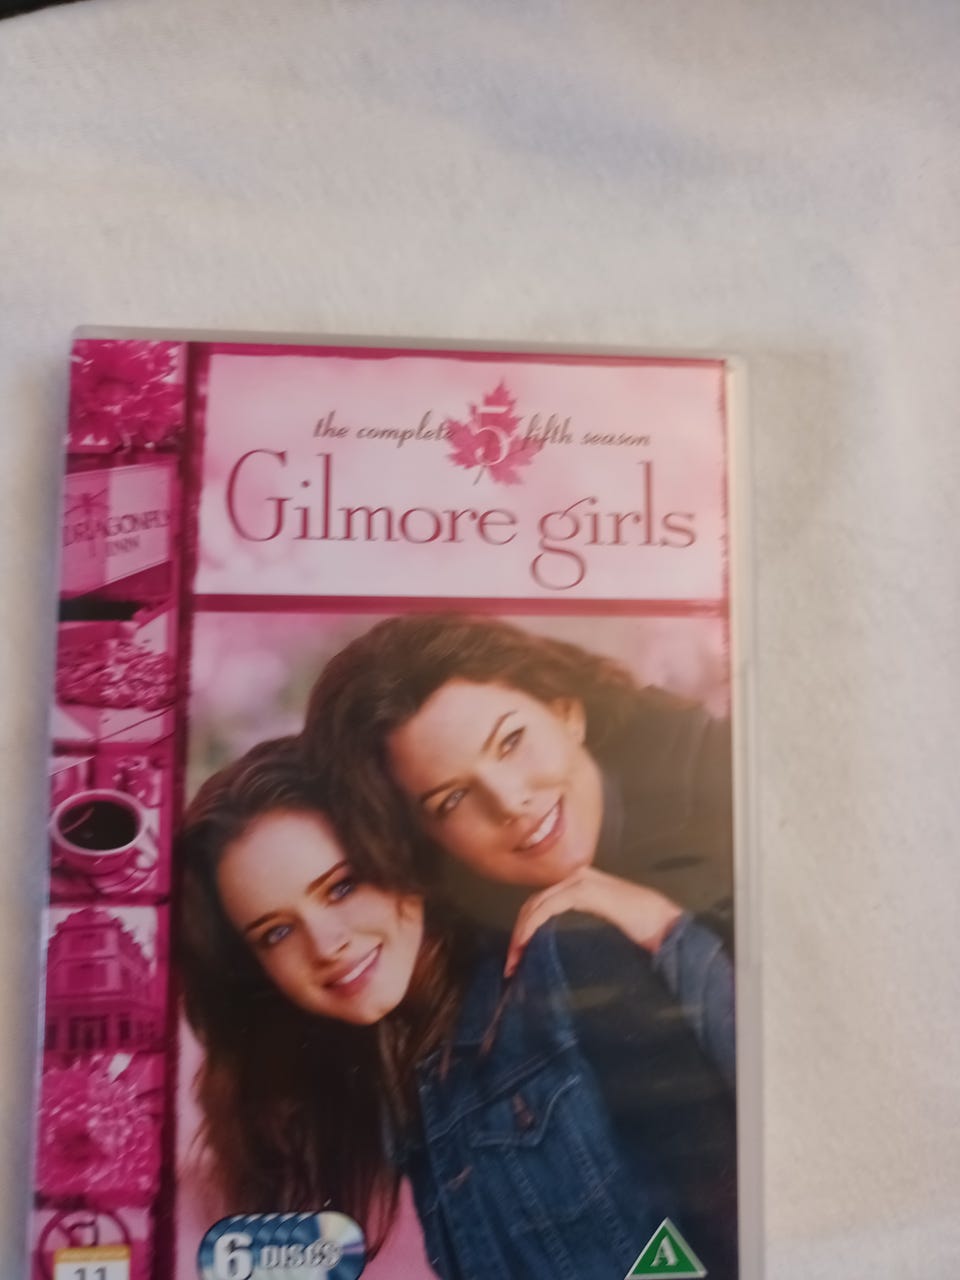 the complete 5 fifth season
Gilmore girls
DRAGONFLY
INN
6 DISCS
11
A